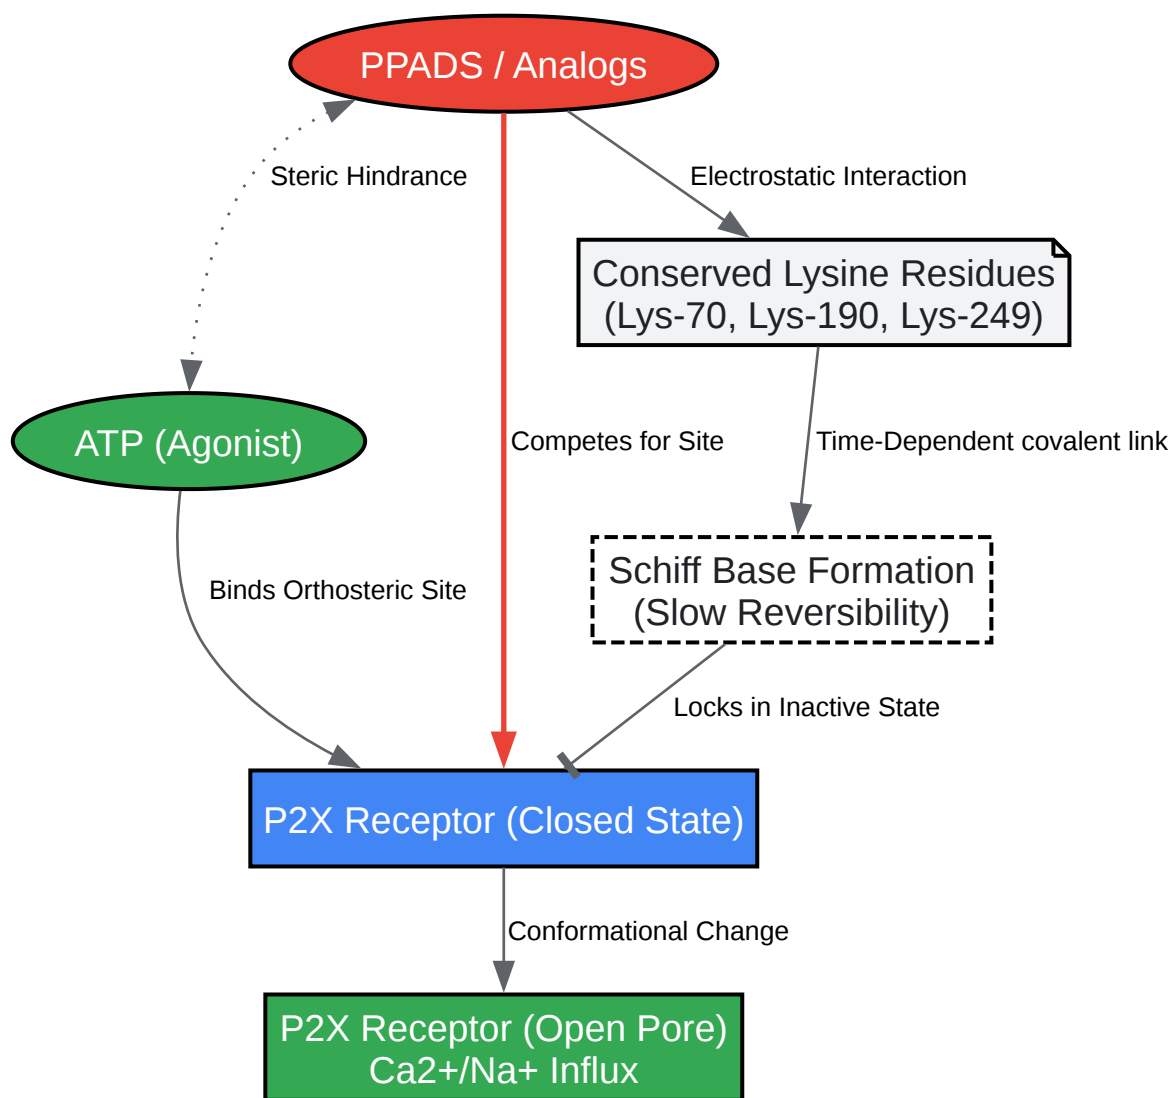 PPADS / Analogs
Steric Hindrance
Electrostatic Interaction
Conserved Lysine Residues
(Lys-70, Lys-190, Lys-249)
ATP (Agonist)
Competes for Site
Time-Dependent covalent link
Schiff Base Formation
(Slow Reversibility)
Binds Orthosteric Site
Locks in Inactive State
P2X Receptor (Closed State)
Conformational Change
P2X Receptor (Open Pore)
Ca2+/Na+ Influx